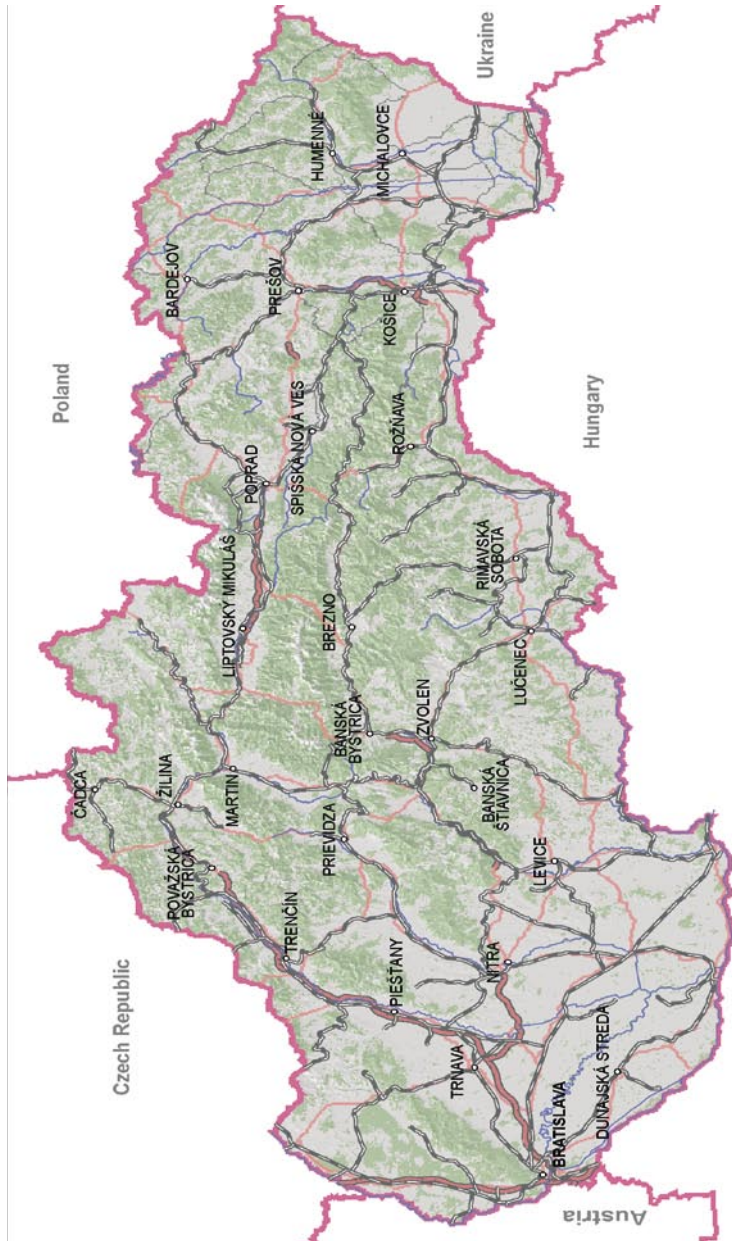 Poland
Czech Republic
Ukraine
Hungary
Austria
ČADCA
ŽILINA
POVAŽSKÁ
BYSTRICA
MARTIN
LIPTOVSKÝ MIKULÁŠ
POPRAD
BARDEJOV
PREŠOV
SPISSKÁ NOVÁ VES
HUMENNÉ
MICHALOVCE
KOŠICE
ROŽŇAVA
TRENČÍN
PRIEVIDZA
BANSKÁ
BYSTRICA
BREZNO
PIEŠŤANY
ZVOLEN
BANSKÁ
ŠTIAVNICA
RIMAVSKÁ
SOBOTA
LUČENEC
TRNAVA
NITRA
LEVICE
BRATISLAVA
DUNAJSKÁ STREDA